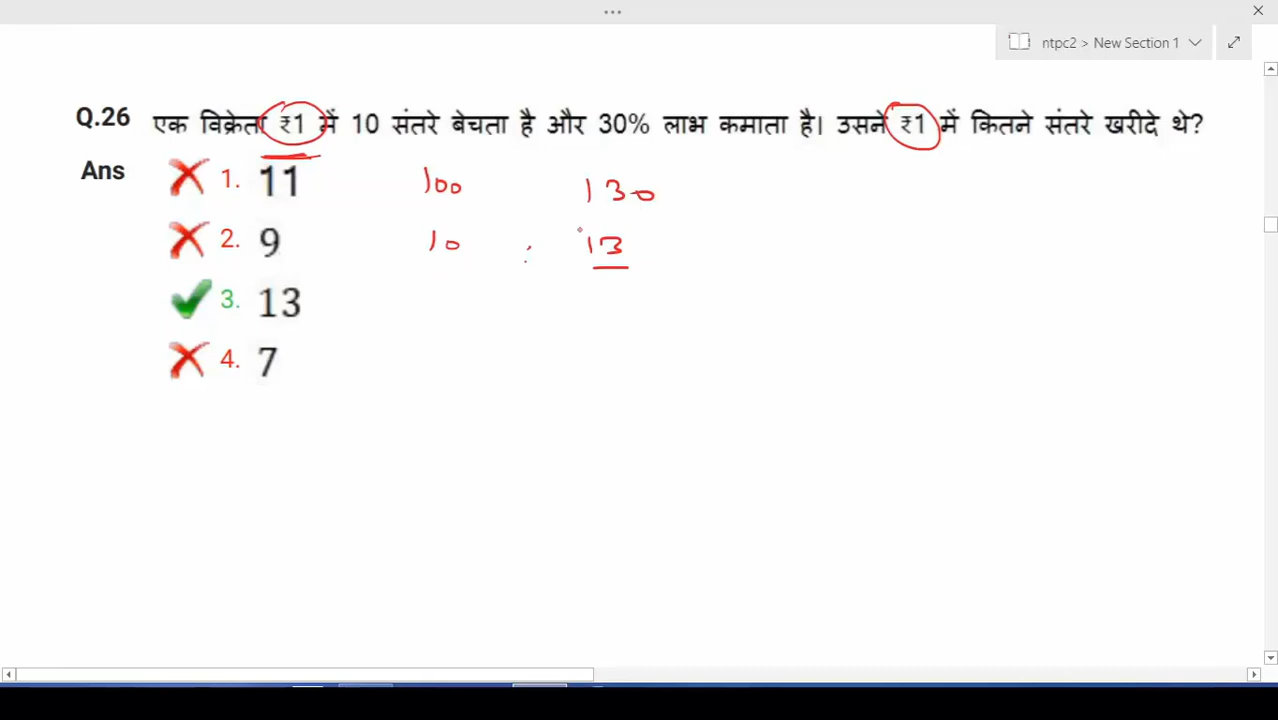 ntpc2 > New Section 1
Q.26 एक विक्रेता ₹1 में 10 संतरे बेचता है और 30% लाभ कमाता है। उसने ₹1 में कितने संतरे खरीदे थे?
Ans 1. 11
100 130
2. 9
10 : 13
3. 13
4. 7